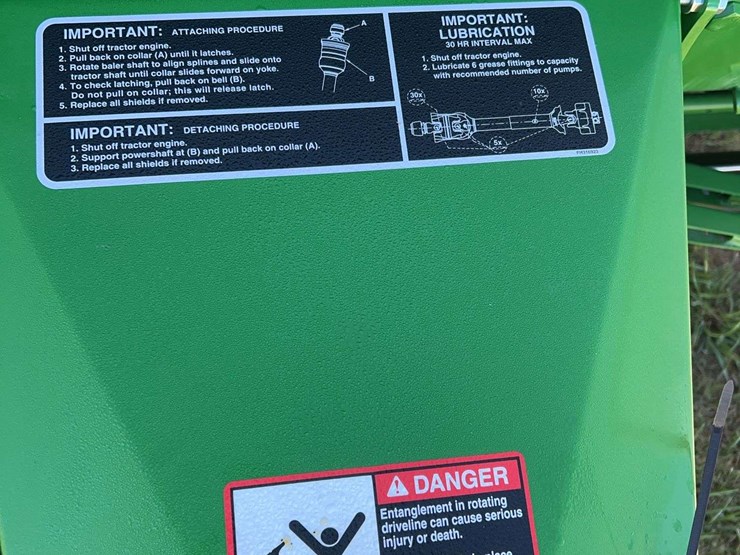 IMPORTANT: ATTACHING PROCEDURE
1. Shut off tractor engine.
2. Pull back on collar (A) until it latches.
3. Rotate baler shaft to align splines and slide onto
tractor shaft until collar slides forward on yoke.
4. To check latching, pull back on bell (B).
Do not pull on collar; this will release latch.
5. Replace all shields if removed.
A
B
IMPORTANT: DETACHING PROCEDURE
1. Shut off tractor engine.
2. Support powershaft at (B) and pull back on collar (A).
3. Replace all shields if removed.
IMPORTANT:
LUBRICATION
30 HR INTERVAL MAX
1. Shut off tractor engine.
2. Lubricate 6 grease fittings to capacity
with recommended number of pumps.
30x
10x
5x
DANGER
Entanglement in rotating
driveline can cause serious
injury or death.